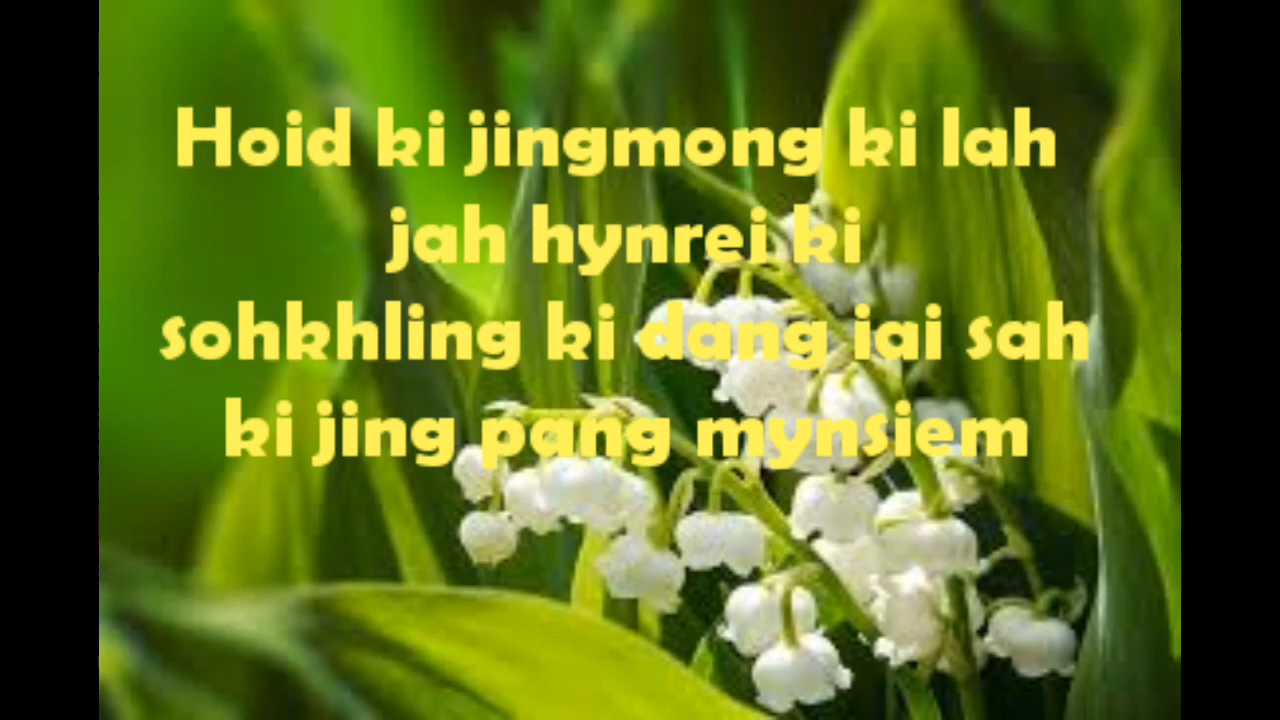 Hoid ki jingmong ki lah
jah hynrei ki
sohkhling ki dang iai sah
ki jing pang mynsiem